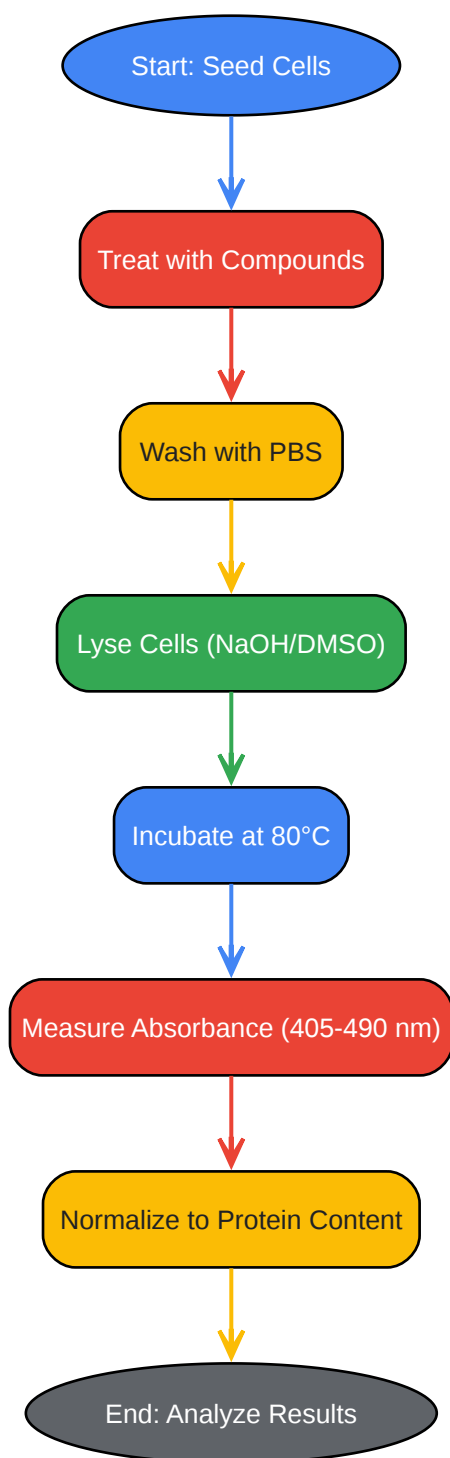 Start: Seed Cells
Treat with Compounds
Wash with PBS
Lyse Cells (NaOH/DMSO)
Incubate at 80°C
Measure Absorbance (405-490 nm)
Normalize to Protein Content
End: Analyze Results